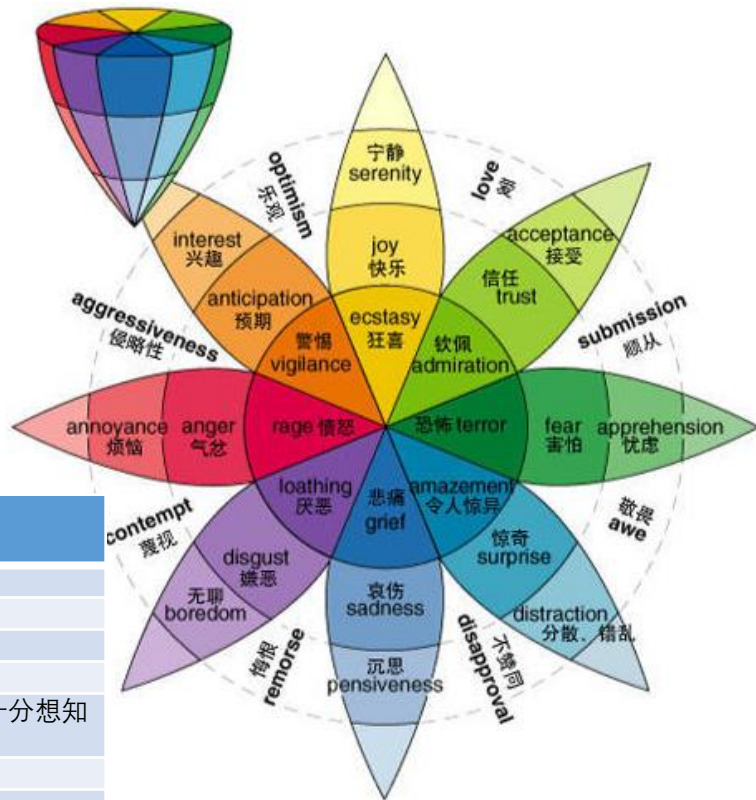 宁静
serenity
joy
快乐
ecstasy
狂喜
love
爱
acceptance
接受
信任
trust
钦佩
admiration
submission
顺从
恐怖 terror
fear
害怕
apprehension
忧虑
敬畏
awe
amazement
令人惊异
惊奇
surprise
distraction
分散、错乱
不赞同
disapproval
悲痛
grief
哀伤
sadness
沉思
pensiveness
悔恨
remorse
loathing
厌恶
disgust
嫌恶
无聊
boredom
contempt
蔑视
rage 愤怒
anger
气忿
annoyance
烦恼
aggressiveness
侵略性
警惕
vigilance
anticipation
预期
interest
兴趣
optimism
乐观
十分想知